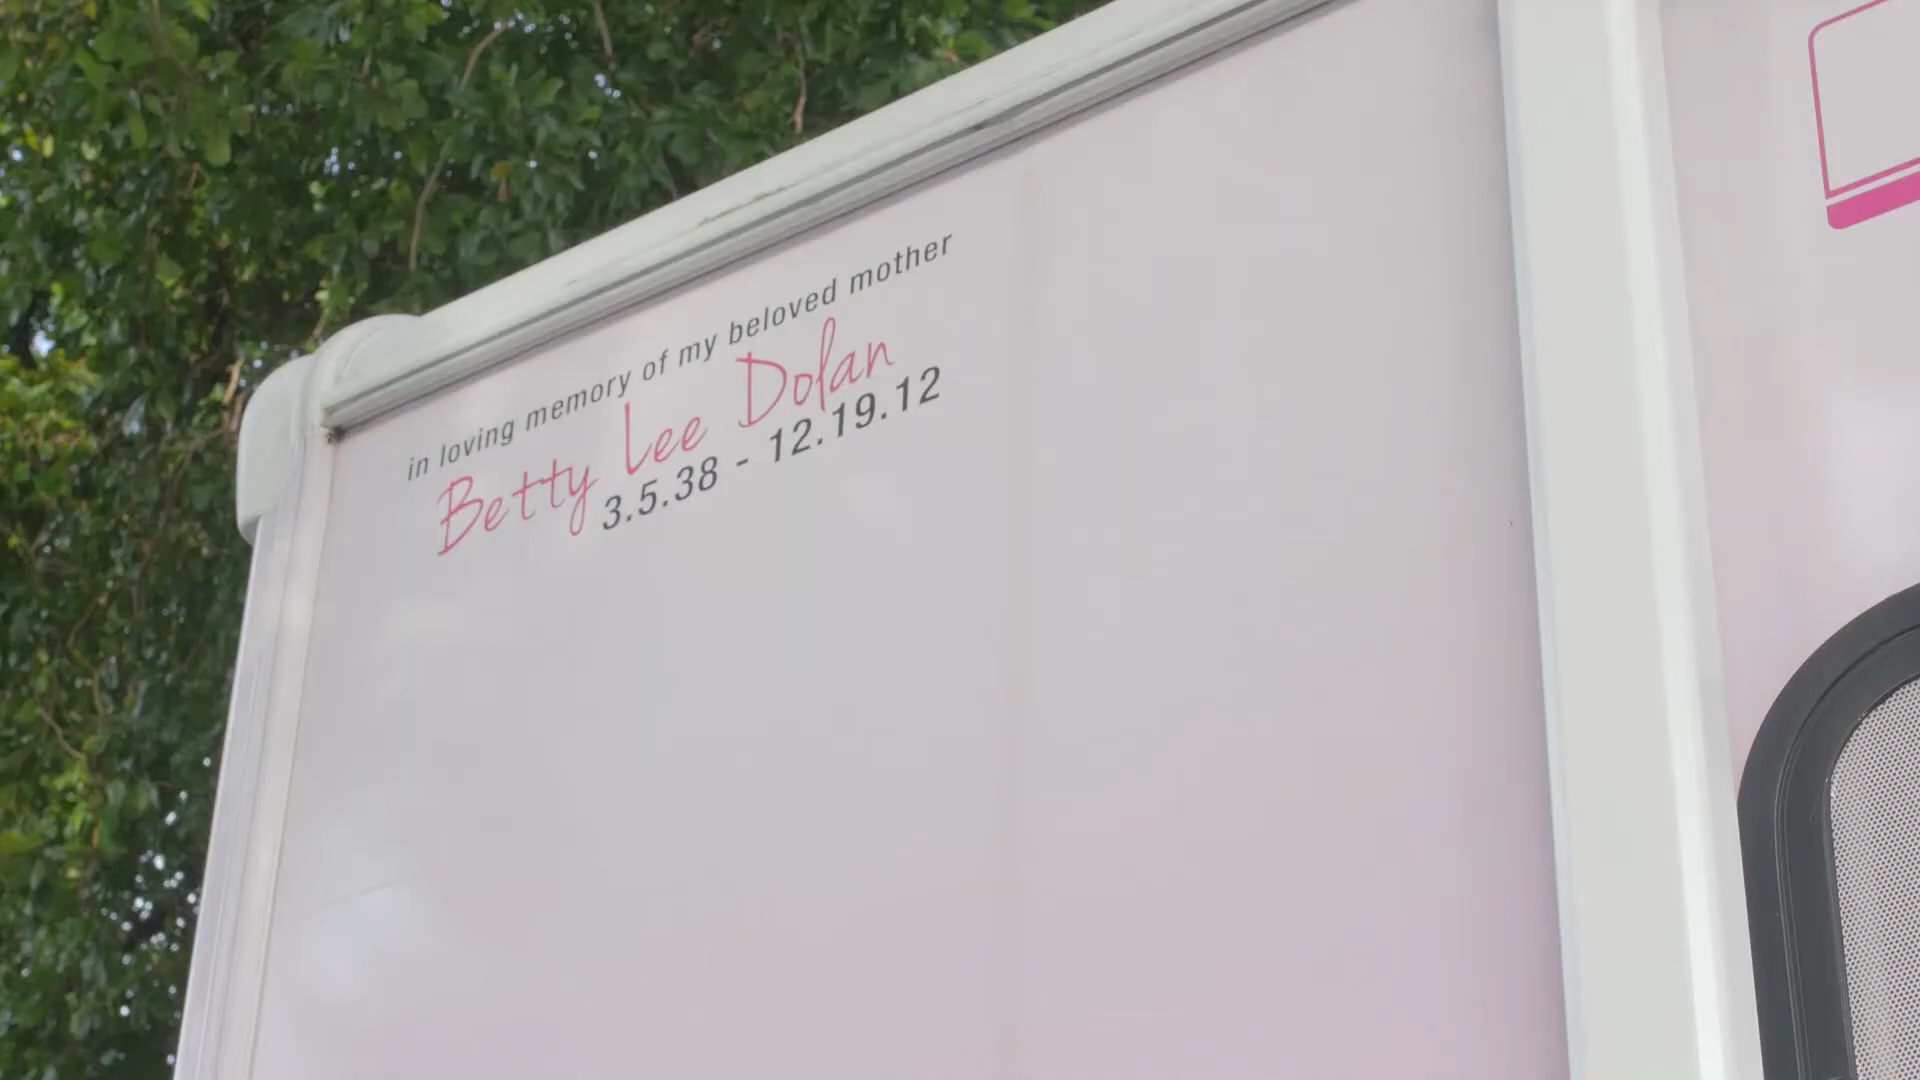 in loving memory of my beloved mother
Betty Lee Dolan
3.5.38 - 12.19.12